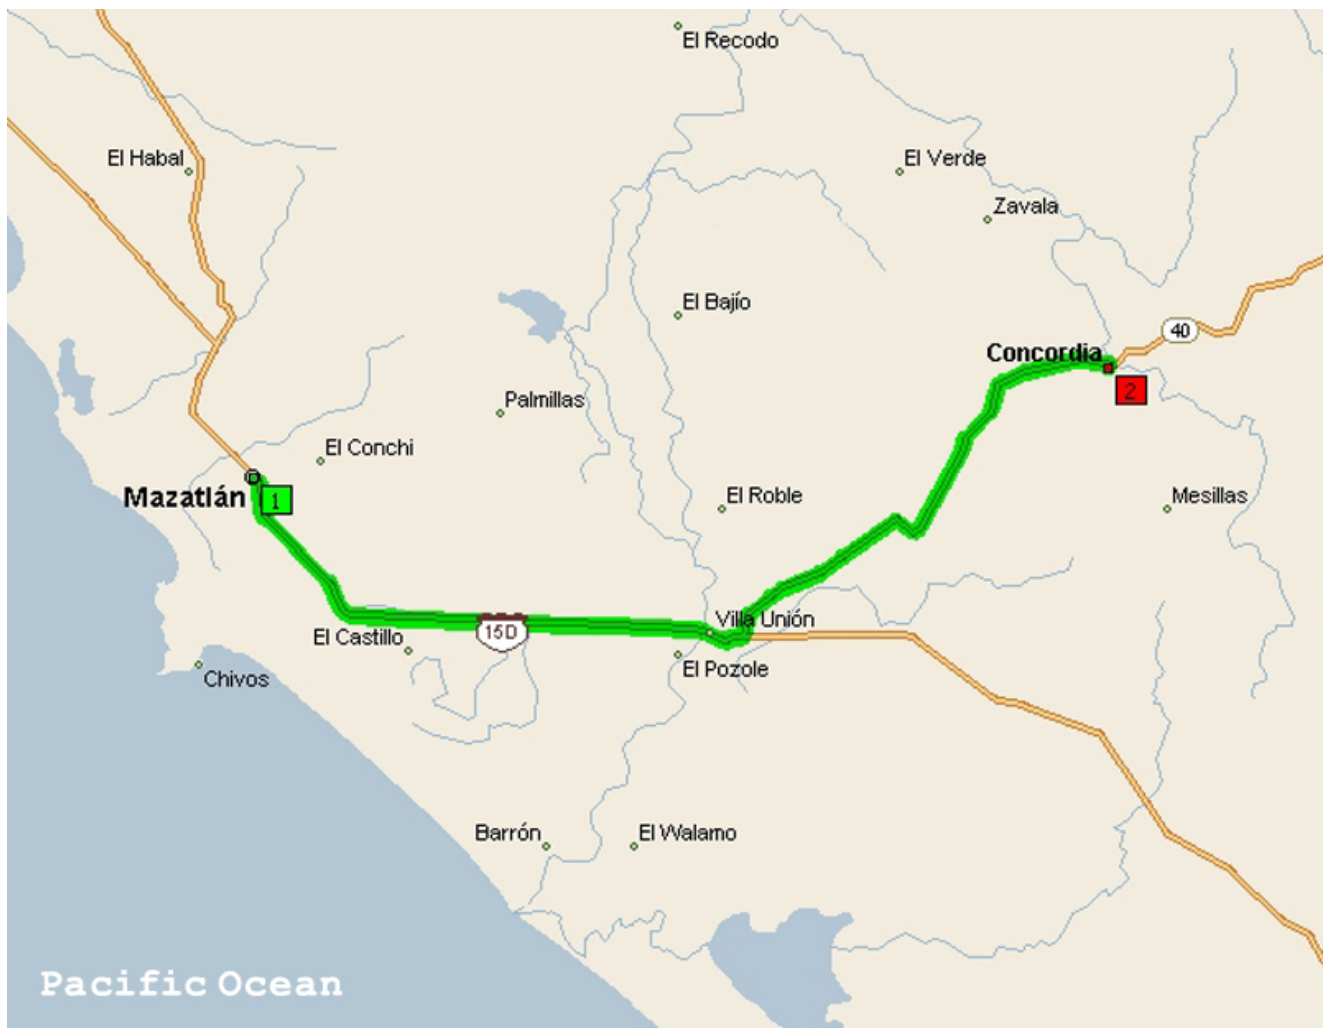 El Recodo
El Habal
El Verde
Zavala
El Bajío
40
Concordia
2
Palmillas
El Conchi
Mazatlán
1
El Roble
Mesillas
Villa Unión
15D
El Castillo
El Pozole
Chivos
Barrón
El Walamo
Pacific Ocean